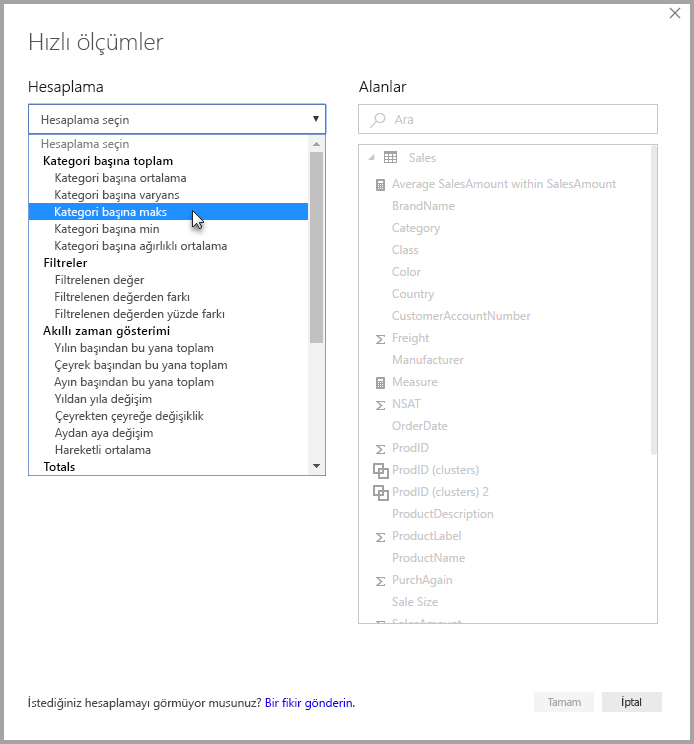 Hızlı ölçümler
Hesaplama
Hesaplama seçin
Hesaplama seçin
Kategori başına toplam
Kategori başına ortalama
Kategori başına varyans
Kategori başına maks
Kategori başına min
Kategori başına ağırlıklı ortalama
Filtreler
Filtrelenen değer
Filtrelenen değerden farkı
Filtrelenen değerden yüzde farkı
Akıllı zaman gösterimi
Yılın başından bu yana toplam
Çeyrek başından bu yana toplam
Ayın başından bu yana toplam
Yıldan yıla değişim
Çeyrekten çeyreğe değişiklik
Aydan aya değişim
Hareketli ortalama
Totals
Alanlar
Ara
Sales
Average SalesAmount within SalesAmount
BrandName
Category
Class
Color
Country
CustomerAccountNumber
Freight
Manufacturer
Measure
NSAT
OrderDate
ProdID
ProdID (clusters)
ProdID (clusters) 2
ProductDescription
ProductLabel
ProductName
PurchAgain
Sale Size
SalesAmount
İstediğiniz hesaplamayı görmüyor musunuz? Bir fikir gönderin.
Tamam
İptal